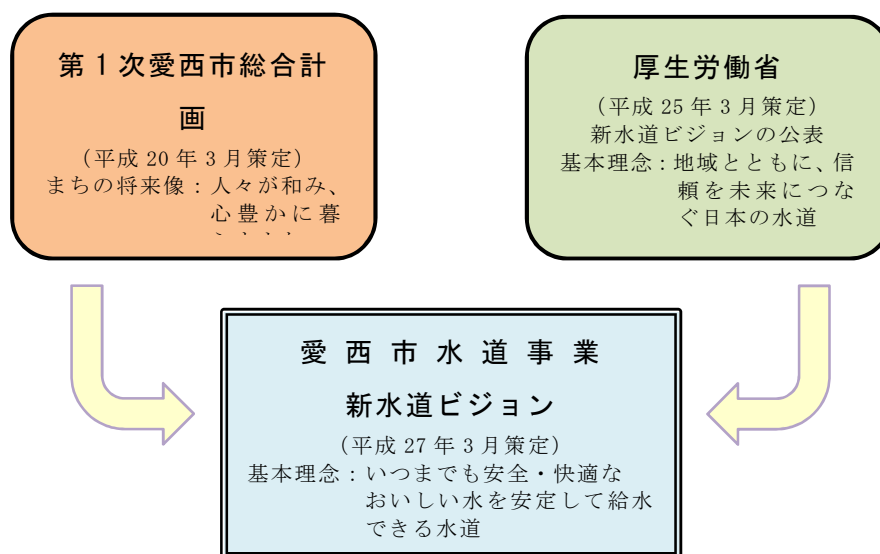 第1次愛西市総合計
画
（平成 20 年 3 月策定）
まちの将来像：人々が和み、
心豊かに暮
厚生労働省
（平成 25 年 3 月策定）
新水道ビジョンの公表
基本理念：地域とともに、信
頼を未来につな
ぐ日本の水道
愛西市水道事業
新水道ビジョン
（平成 27 年 3 月策定）
基本理念：いつまでも安全・快適な
おいしい水を安定して給水
できる水道